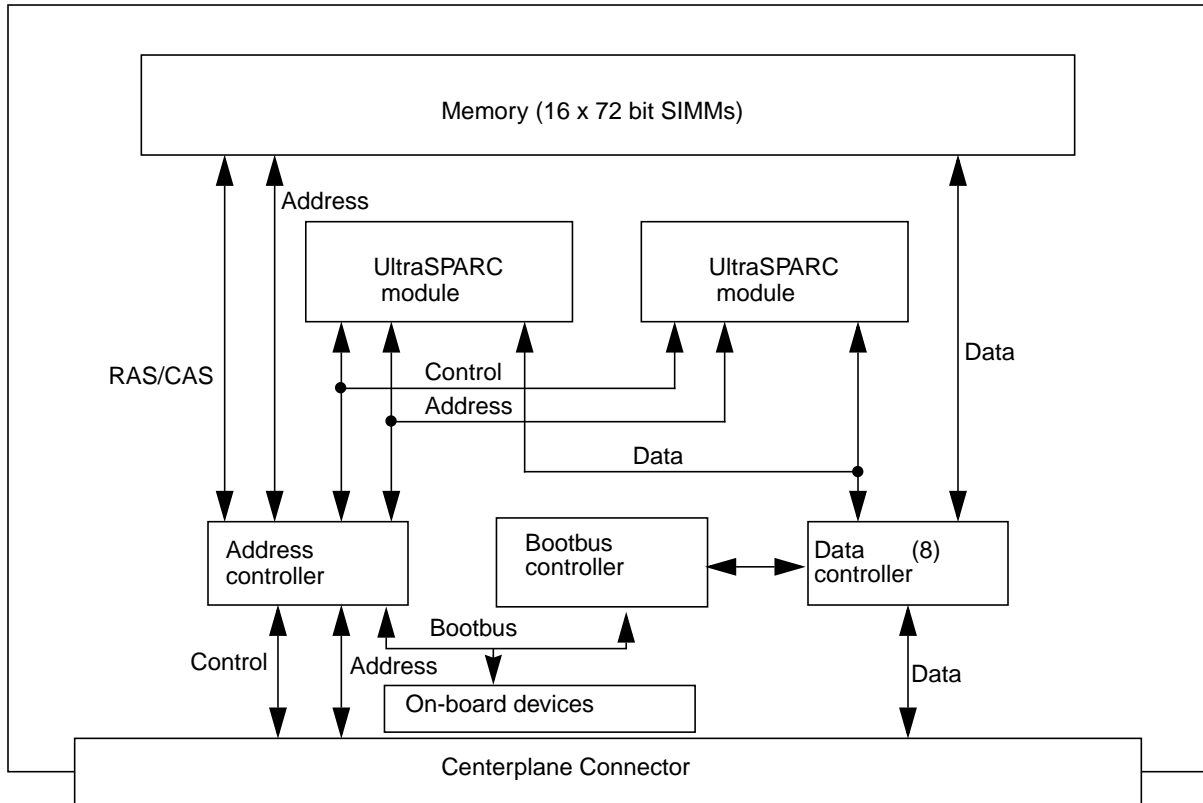 Memory (16 x 72 bit SIMMs)
Address
UltraSPARC
module
UltraSPARC
module
RAS/CAS
Control
Data
Address
Data
Address
controller
Bootbus
controller
Data (8)
controller
Bootbus
Control
Address
Data
On-board devices
Centerplane Connector